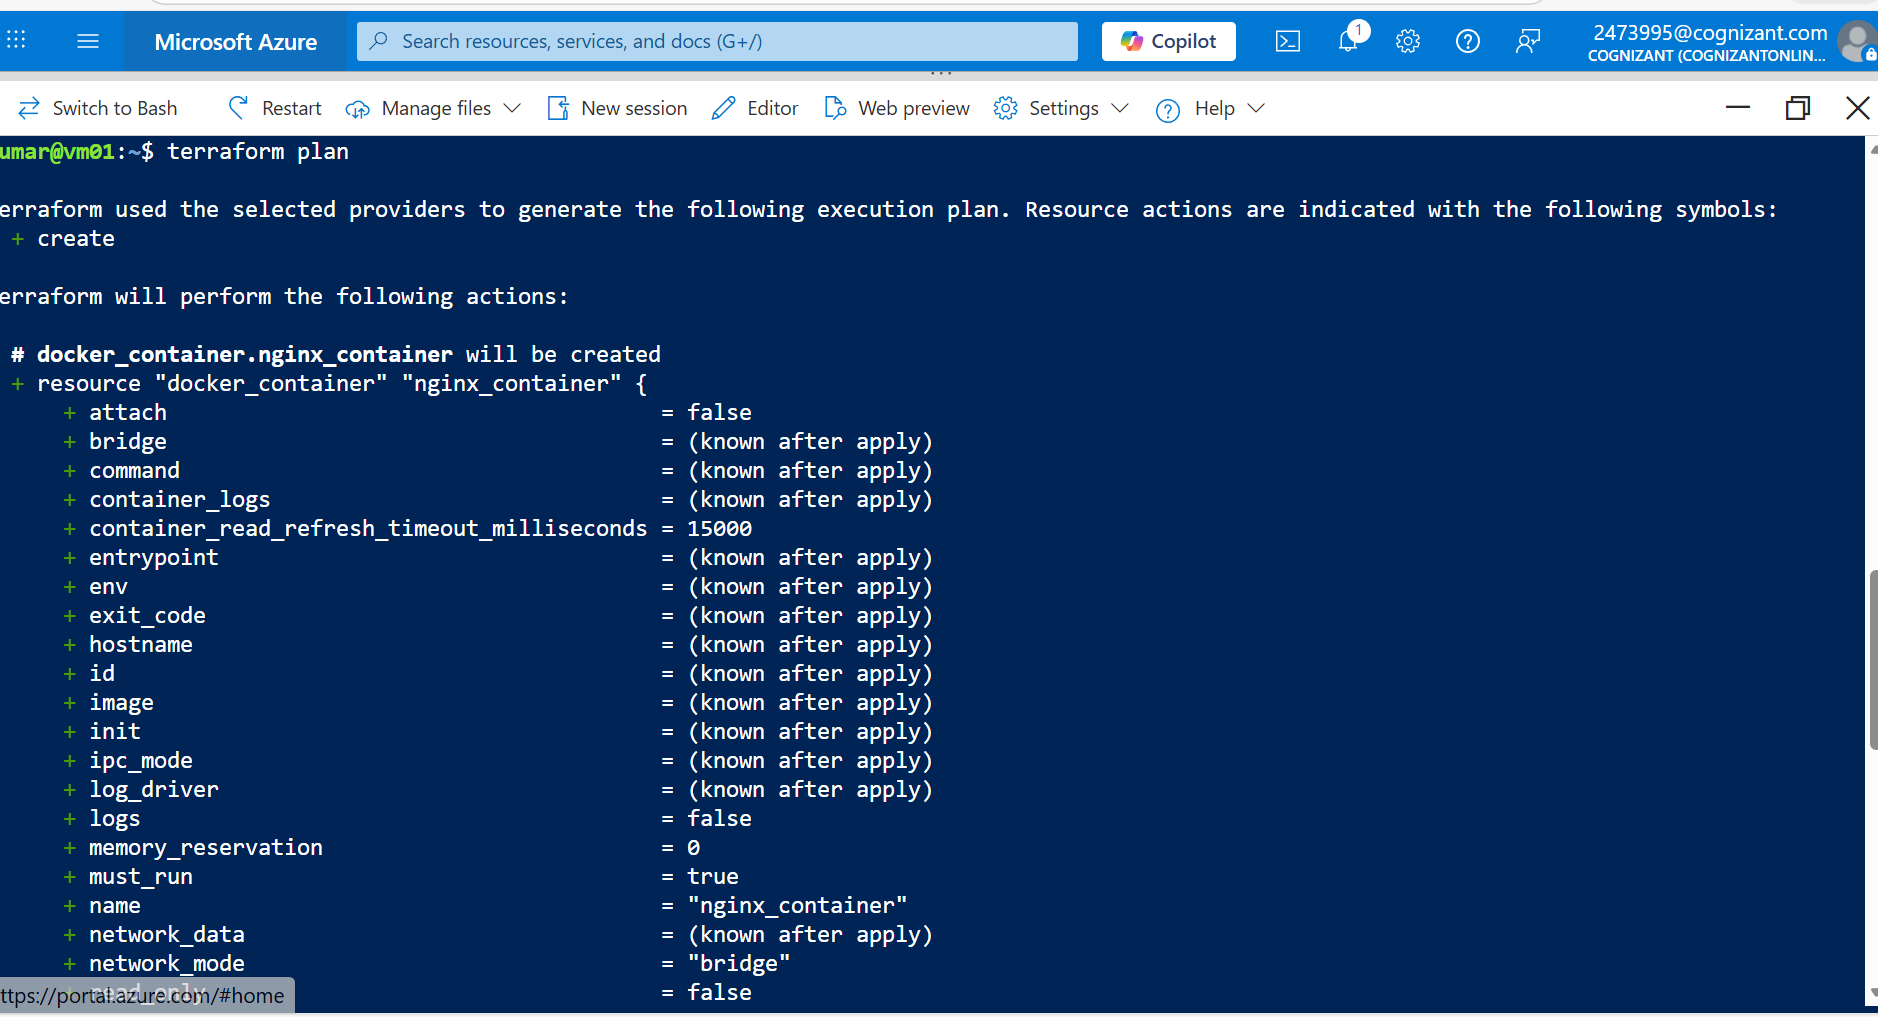 Microsoft Azure
Search resources, services, and docs (G+/)
Copilot
1
2473995@cognizant.com
COGNIZANT (COGNIZANTONLIN...
Switch to Bash
Restart
Manage files
New session
Editor
Web preview
Settings
Help
umar@vm01:~$ terraform plan
erraform used the selected providers to generate the following execution plan. Resource actions are indicated with the following symbols:
+ create
erraform will perform the following actions:
# docker_container.nginx_container will be created
+ resource "docker_container" "nginx_container" {
+ attach = false
+ bridge = (known after apply)
+ command = (known after apply)
+ container_logs = (known after apply)
+ container_read_refresh_timeout_milliseconds = 15000
+ entrypoint = (known after apply)
+ env = (known after apply)
+ exit_code = (known after apply)
+ hostname = (known after apply)
+ id = (known after apply)
+ image = (known after apply)
+ init = (known after apply)
+ ipc_mode = (known after apply)
+ log_driver = (known after apply)
+ logs = false
+ memory_reservation = 0
+ must_run = true
+ name = "nginx_container"
+ network_data = (known after apply)
+ network_mode = "bridge"
+ read_only = false
ttps://portal.azure.com/#home